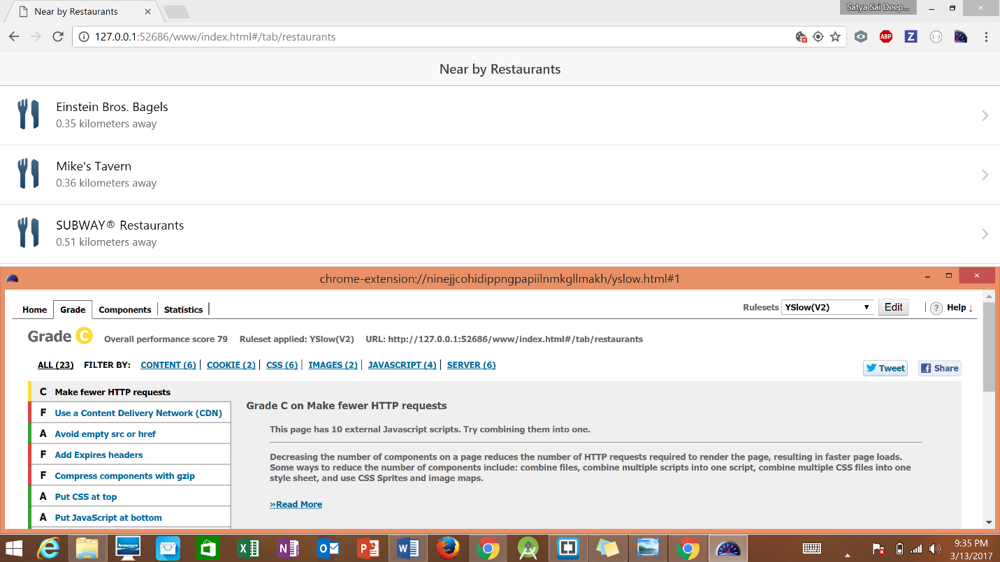 Near by Restaurants
Satya Sai Deep...
127.0.0.1:52686/www/index.html#/tab/restaurants
ABP
Z
Near by Restaurants
Einstein Bros. Bagels
0.35 kilometers away
Mike's Tavern
0.36 kilometers away
SUBWAY® Restaurants
0.51 kilometers away
chrome-extension://ninejjcohidippngpapiilnmkgllmakh/yslow.html#1
Home Grade Components Statistics Rulesets YSlow(V2) Edit ? Help ↓
Grade C Overall performance score 79 Ruleset applied: YSlow(V2) URL: http://127.0.0.1:52686/www/index.html#/tab/restaurants
ALL (23) FILTER BY: CONTENT (6) COOKIE (2) CSS (6) IMAGES (2) JAVASCRIPT (4) SERVER (6)
Tweet Share
C Make fewer HTTP requests
F Use a Content Delivery Network (CDN)
A Avoid empty src or href
F Add Expires headers
F Compress components with gzip
A Put CSS at top
A Put JavaScript at bottom
Grade C on Make fewer HTTP requests
This page has 10 external Javascript scripts. Try combining them into one.
Decreasing the number of components on a page reduces the number of HTTP requests required to render the page, resulting in faster page loads.
Some ways to reduce the number of components include: combine files, combine multiple scripts into one script, combine multiple CSS files into one
style sheet, and use CSS Sprites and image maps.
»Read More
lenovo
9:35 PM
3/13/2017